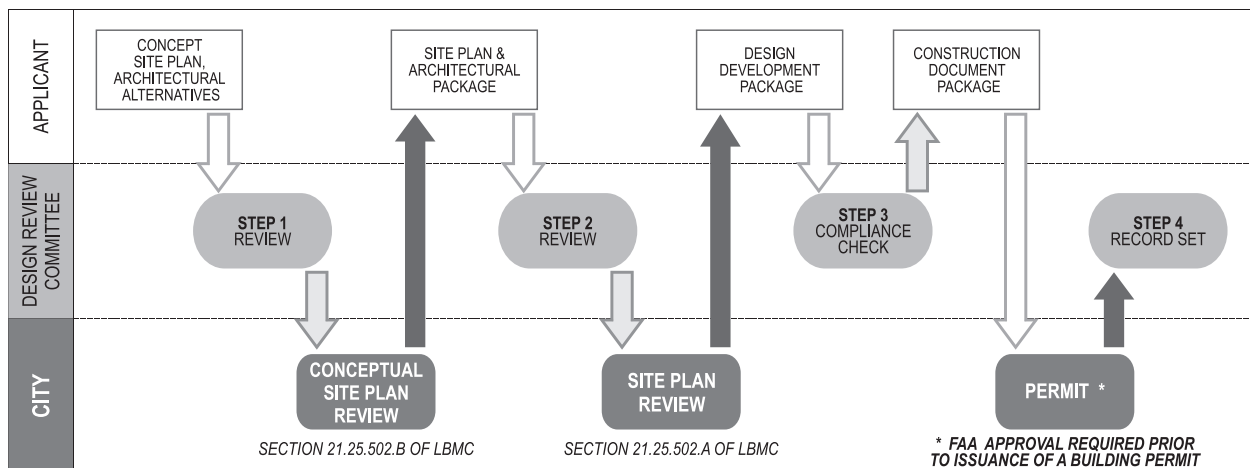 APPLICANT
CONCEPT
SITE PLAN,
ARCHITECTURAL
ALTERNATIVES
SITE PLAN &
ARCHITECTURAL
PACKAGE
DESIGN
DEVELOPMENT
PACKAGE
CONSTRUCTION
DOCUMENT
PACKAGE
DESIGN REVIEW
COMMITTEE
STEP 1
REVIEW
STEP 2
REVIEW
STEP 3
COMPLIANCE
CHECK
STEP 4
RECORD SET
CITY
CONCEPTUAL
SITE PLAN
REVIEW
SECTION 21.25.502.B OF LBMC
SITE PLAN
REVIEW
SECTION 21.25.502.A OF LBMC
PERMIT *
* FAA APPROVAL REQUIRED PRIOR
TO ISSUANCE OF A BUILDING PERMIT